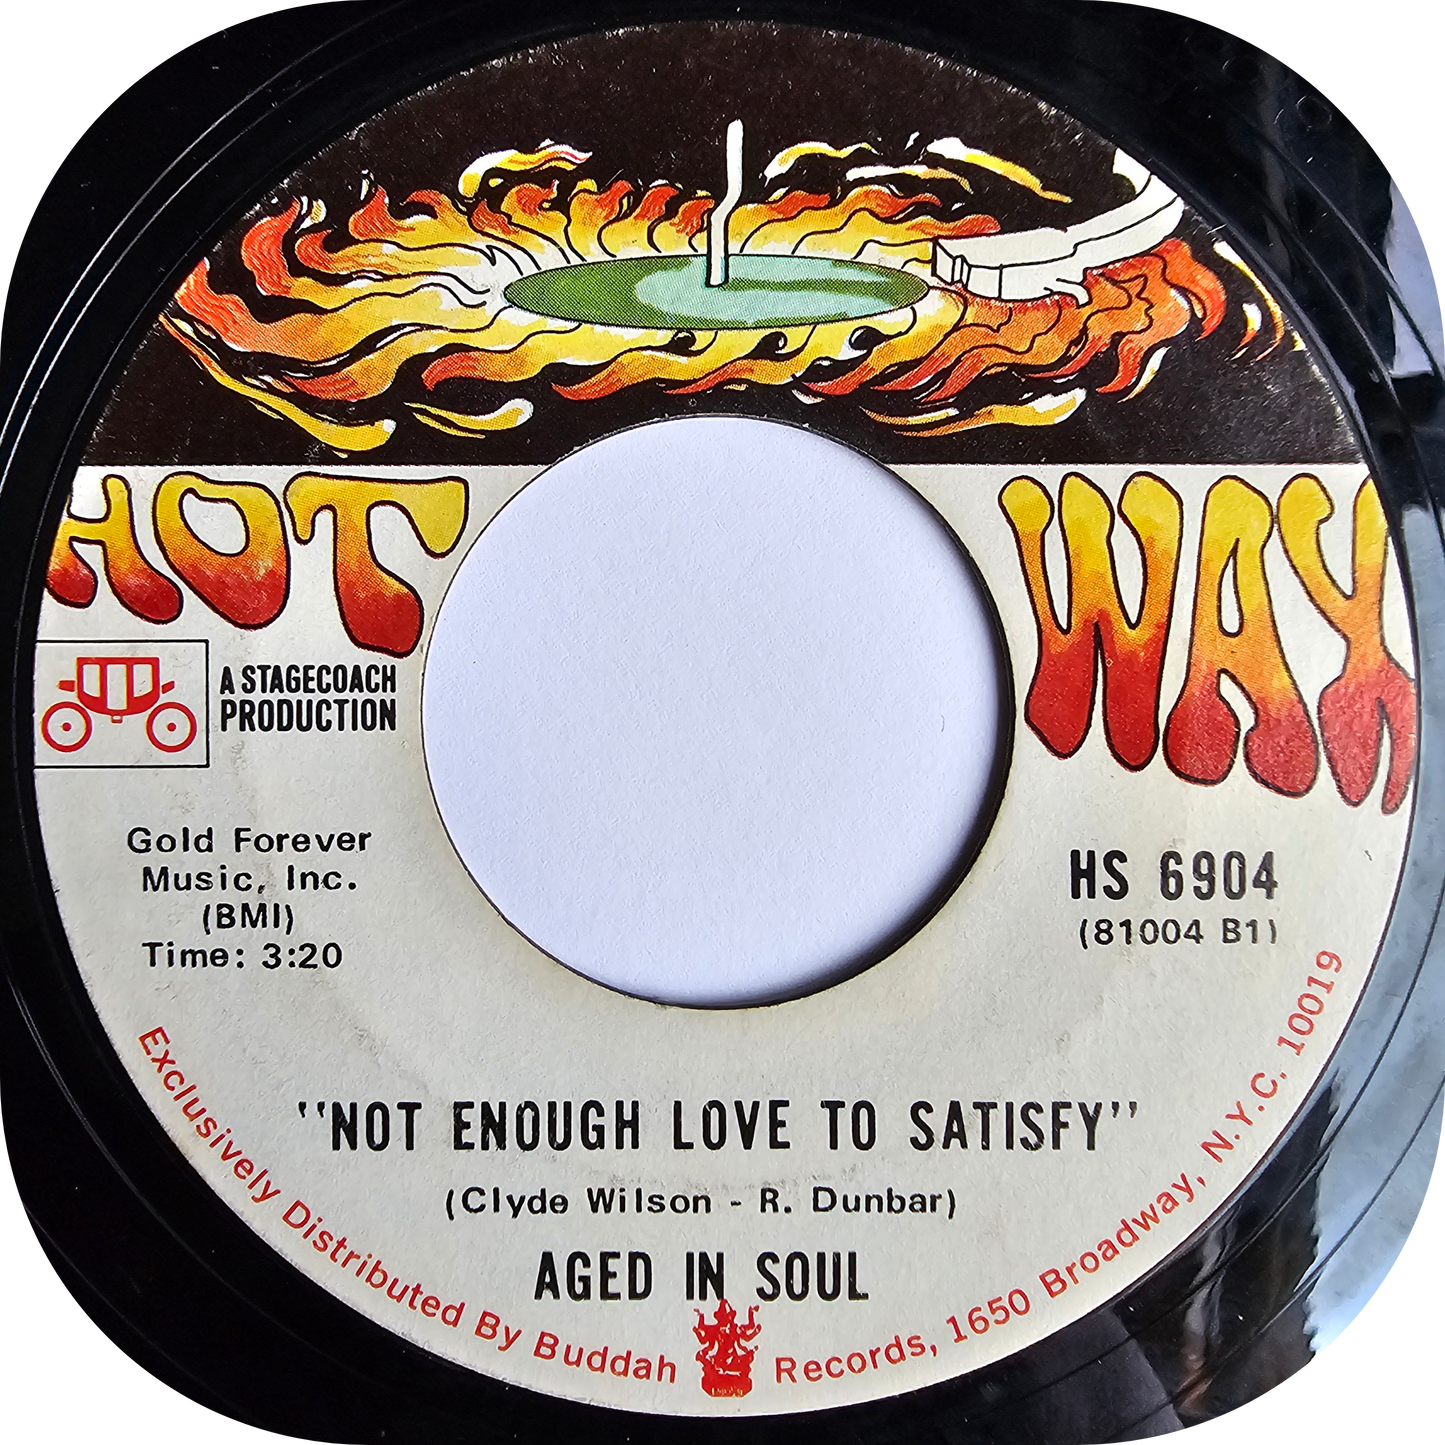 HOT WAX
A STAGECOACH
PRODUCTION
Gold Forever
Music, Inc.
(BMI)
Time: 3:20
HS 6904
(81004 B1)
"NOT ENOUGH LOVE TO SATISFY"
(Clyde Wilson - R. Dunbar)
AGED IN SOUL
Exclusively Distributed By Buddah Records, 1650 Broadway, N.Y.C. 10019